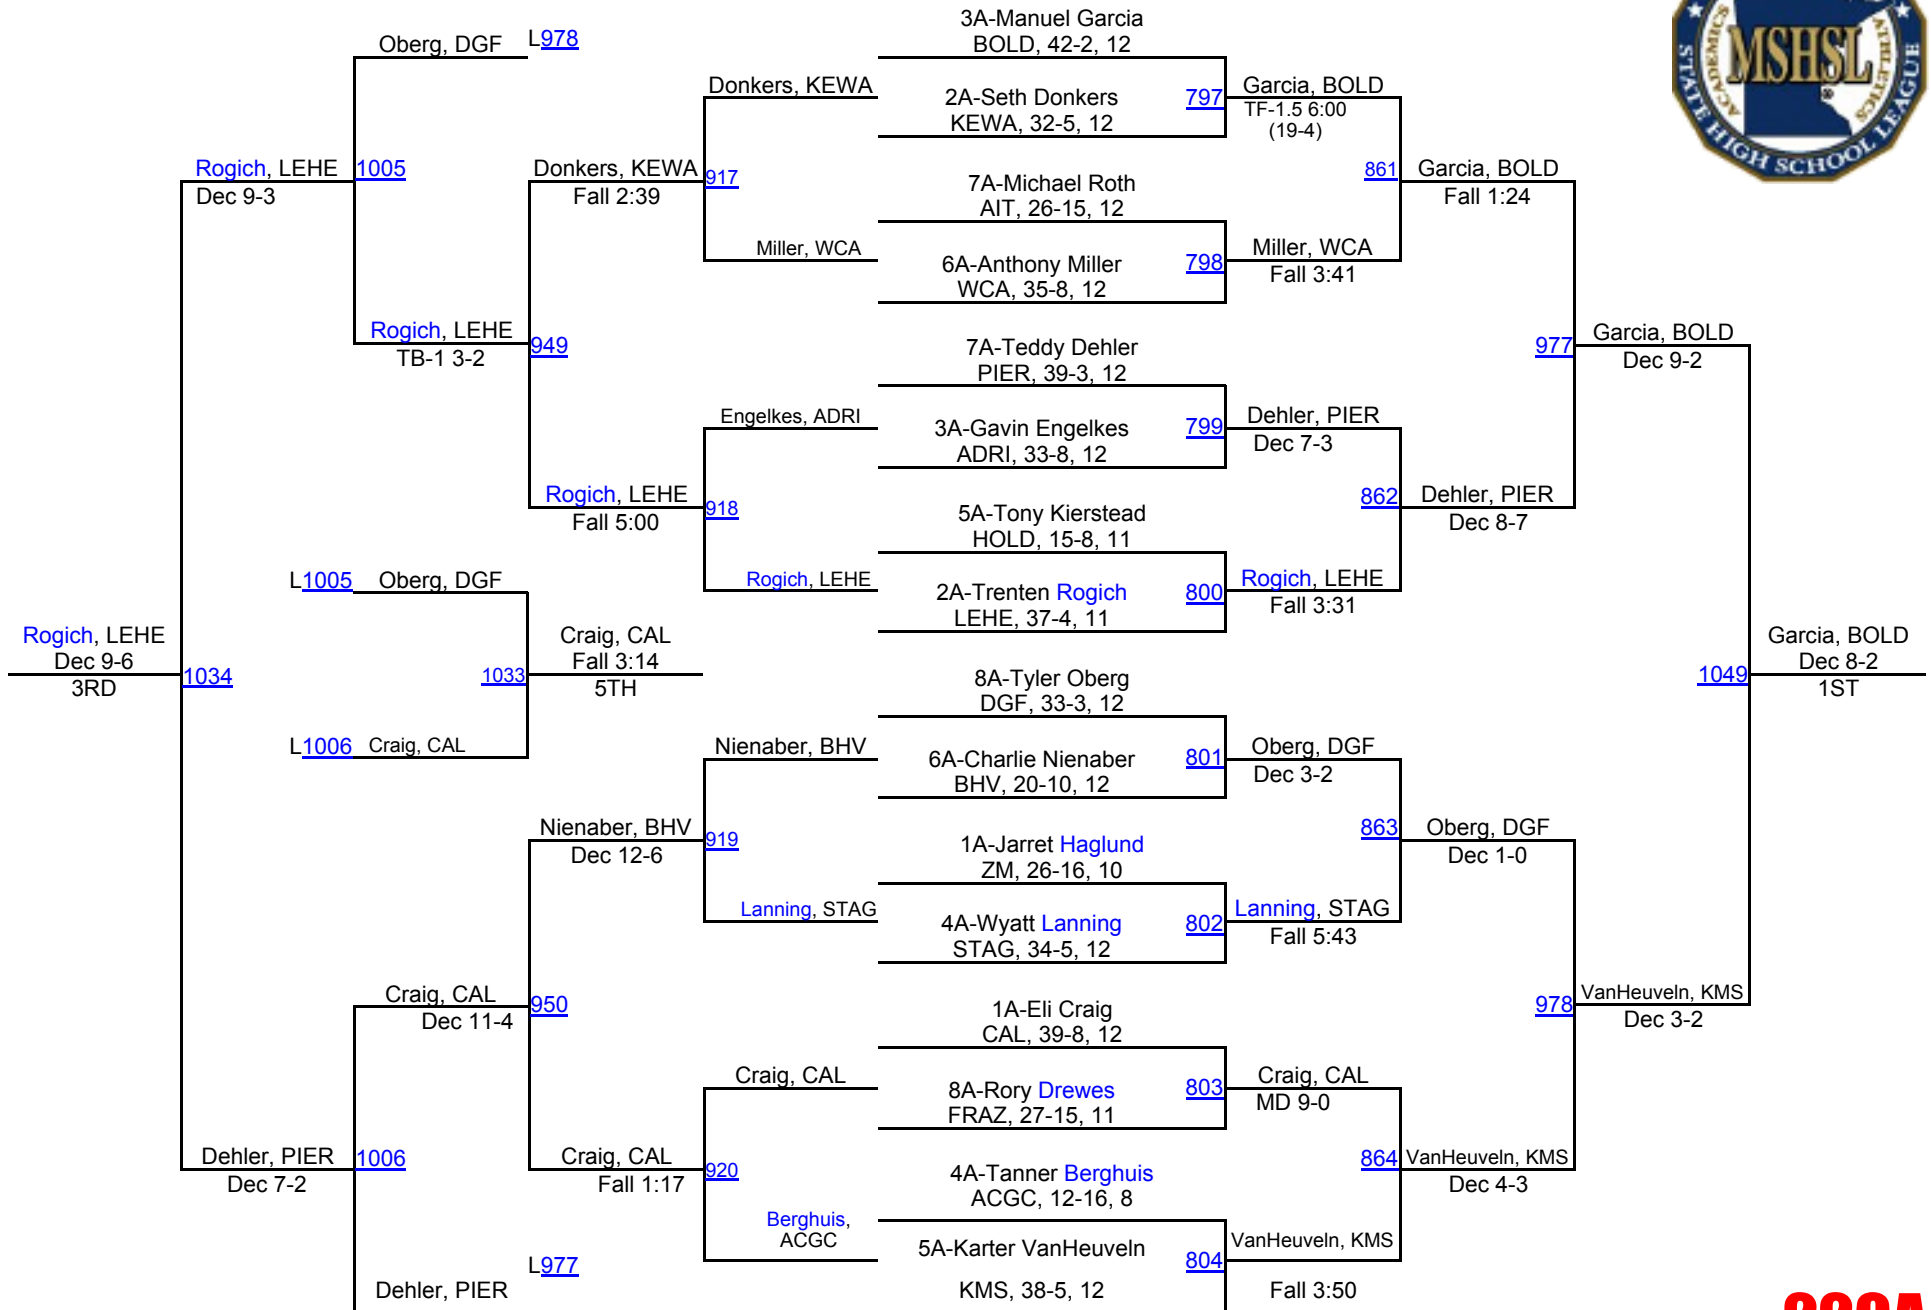 3A-Manuel Garcia
BOLD, 42-2, 12
Oberg, DGF
L978
Donkers, KEWA
2A-Seth Donkers
KEWA, 32-5, 12
797
Garcia, BOLD
TF-1.5 6:00
(19-4)
MSHSL
®
ACADEMICS
ATHLETICS
STATE HIGH SCHOOL LEAGUE
Rogich, LEHE
Dec 9-3
1005
Donkers, KEWA
Fall 2:39
917
7A-Michael Roth
AIT, 26-15, 12
861
Garcia, BOLD
Fall 1:24
Miller, WCA
6A-Anthony Miller
WCA, 35-8, 12
798
Miller, WCA
Fall 3:41
Rogich, LEHE
TB-1 3-2
949
7A-Teddy Dehler
PIER, 39-3, 12
977
Garcia, BOLD
Dec 9-2
Engelkes, ADRI
3A-Gavin Engelkes
ADRI, 33-8, 12
799
Dehler, PIER
Dec 7-3
Rogich, LEHE
Fall 5:00
918
5A-Tony Kierstead
HOLD, 15-8, 11
862
Dehler, PIER
Dec 8-7
L1005
Oberg, DGF
Rogich, LEHE
2A-Trenten Rogich
LEHE, 37-4, 11
800
Rogich, LEHE
Fall 3:31
Rogich, LEHE
Dec 9-6
3RD
1034
1033
Craig, CAL
Fall 3:14
5TH
8A-Tyler Oberg
DGF, 33-3, 12
1049
Garcia, BOLD
Dec 8-2
1ST
L1006
Craig, CAL
Nienaber, BHV
6A-Charlie Nienaber
BHV, 20-10, 12
801
Oberg, DGF
Dec 3-2
Nienaber, BHV
Dec 12-6
919
1A-Jarret Haglund
ZM, 26-16, 10
863
Oberg, DGF
Dec 1-0
Lanning, STAG
4A-Wyatt Lanning
STAG, 34-5, 12
802
Lanning, STAG
Fall 5:43
Craig, CAL
Dec 11-4
950
1A-Eli Craig
CAL, 39-8, 12
978
VanHeuveln, KMS
Dec 3-2
Craig, CAL
8A-Rory Drewes
FRAZ, 27-15, 11
803
Craig, CAL
MD 9-0
Dehler, PIER
Dec 7-2
1006
Craig, CAL
Fall 1:17
920
4A-Tanner Berghuis
ACGC, 12-16, 8
864
VanHeuveln, KMS
Dec 4-3
Berghuis,
ACGC
5A-Karter VanHeuveln
KMS, 38-5, 12
804
VanHeuveln, KMS
Fall 3:50
L977
Dehler, PIER